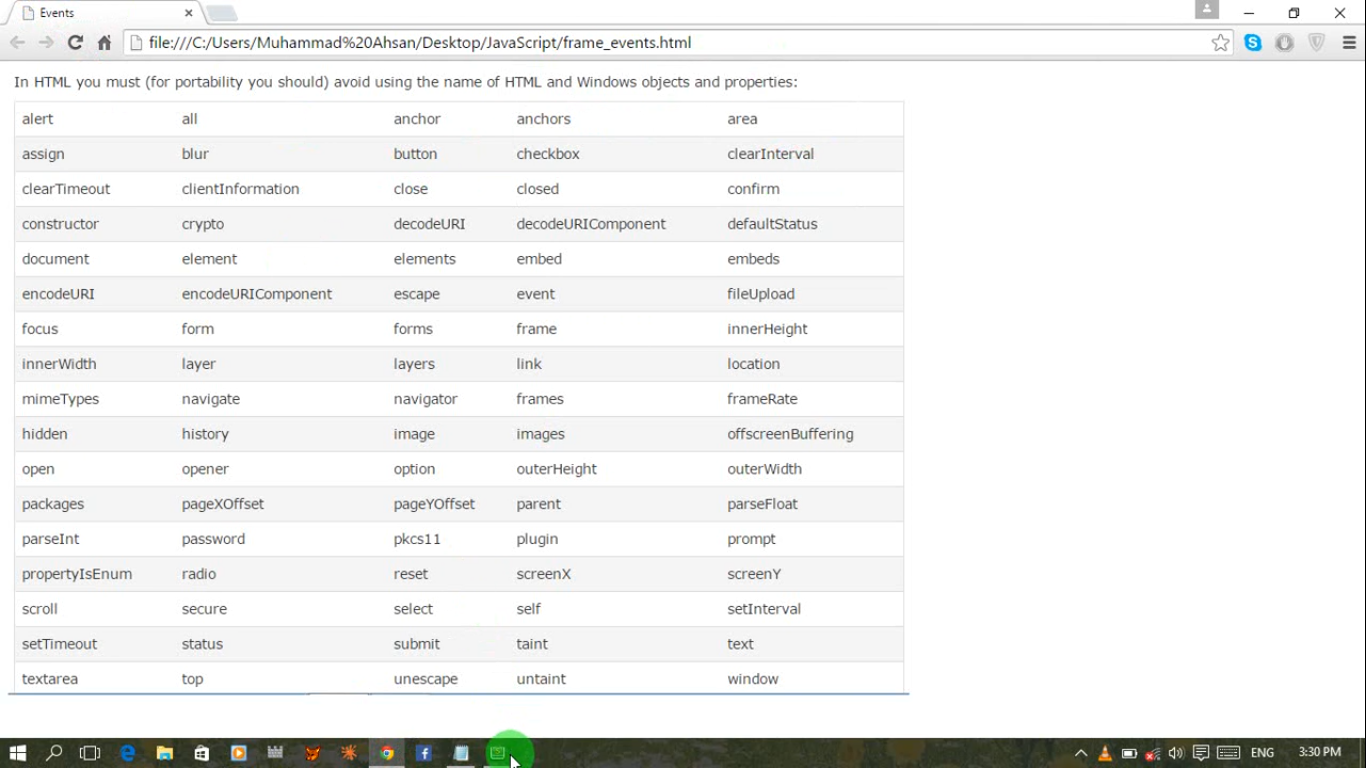 Events
file:///C:/Users/Muhammad%20Ahsan/Desktop/JavaScript/frame_events.html
In HTML you must (for portability you should) avoid using the name of HTML and Windows objects and properties:
alert all anchor anchors area
assign blur button checkbox clearInterval
clearTimeout clientInformation close closed confirm
constructor crypto decodeURI decodeURIComponent defaultStatus
document element elements embed embeds
encodeURI encodeURIComponent escape event fileUpload
focus form forms frame innerHeight
innerWidth layer layers link location
mimeTypes navigate navigator frames frameRate
hidden history image images offscreenBuffering
open opener option outerHeight outerWidth
packages pageXOffset pageYOffset parent parseFloat
parseInt password pkcs11 plugin prompt
propertyIsEnum radio reset screenX screenY
scroll secure select self setInterval
setTimeout status submit taint text
textarea top unescape untaint window
ENG 3:30 PM